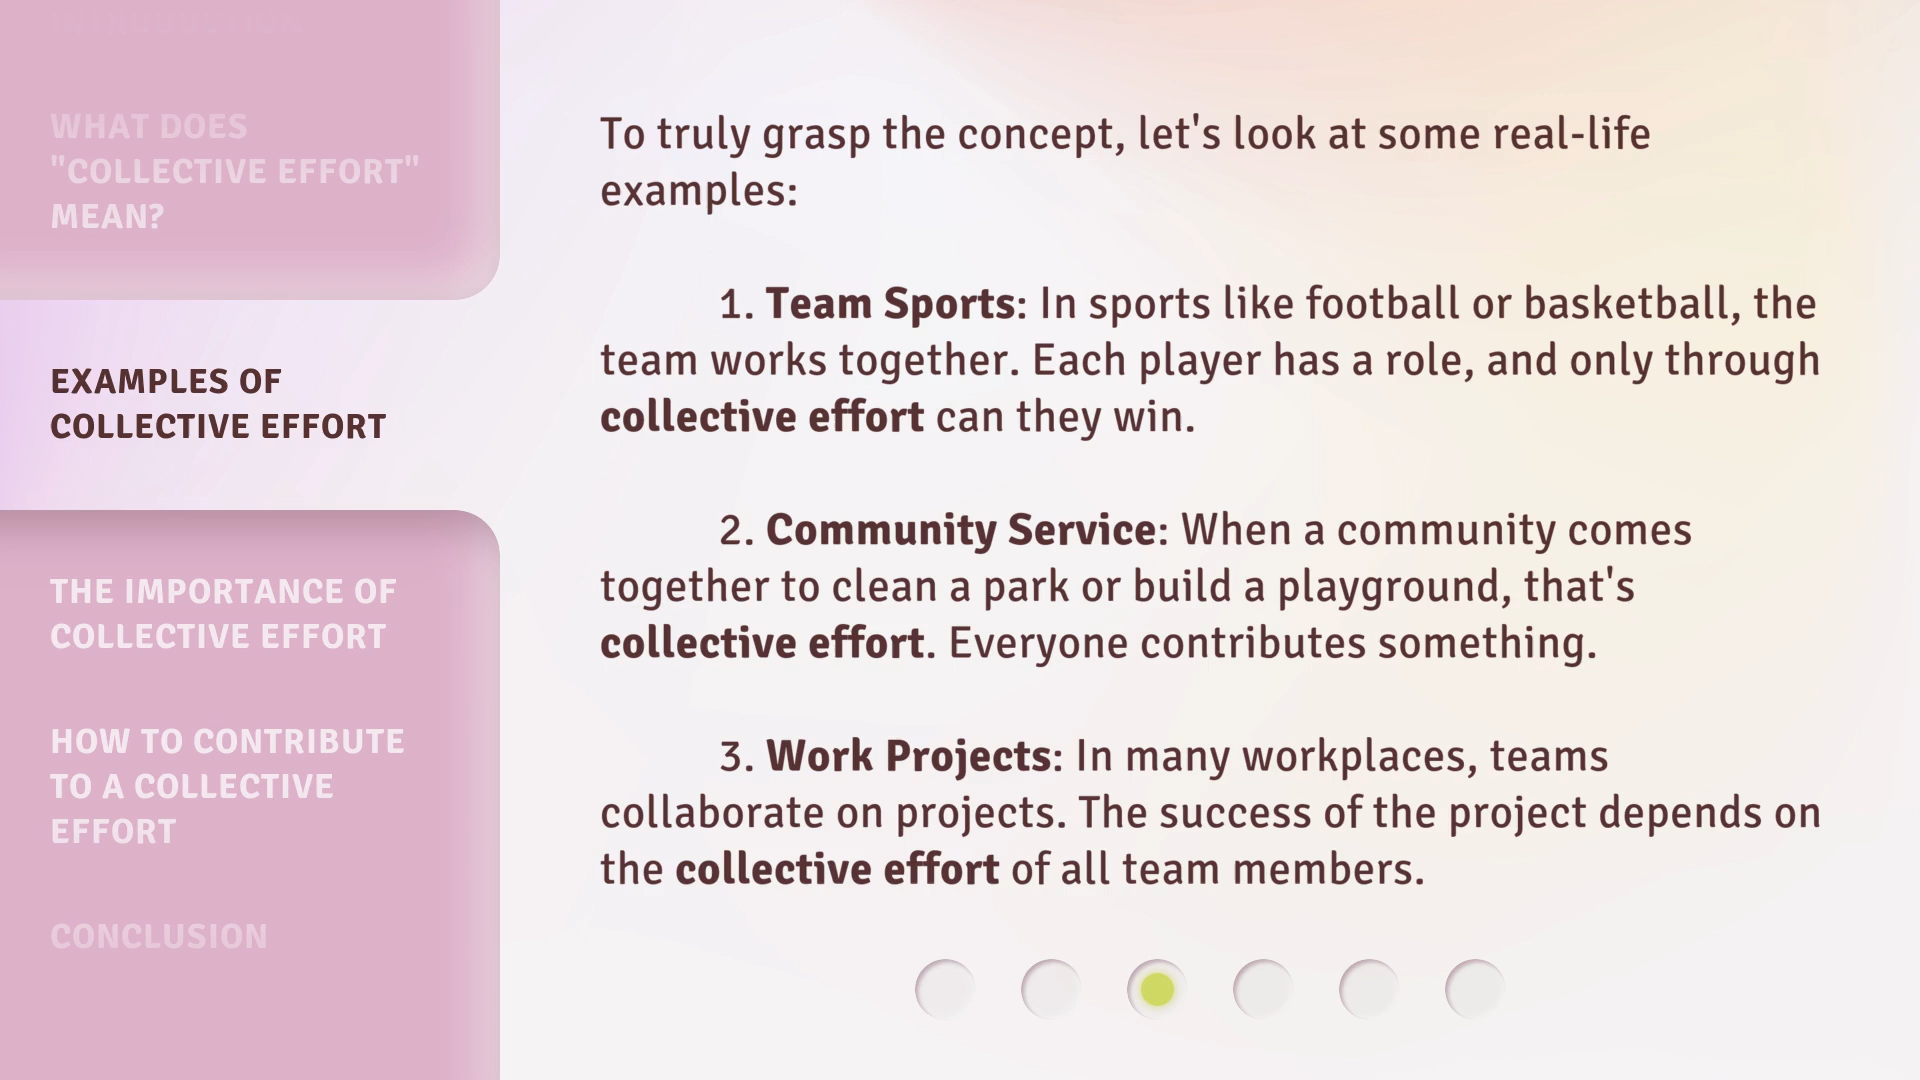 WHAT DOES
"COLLECTIVE EFFORT"
MEAN?
EXAMPLES OF
COLLECTIVE EFFORT
THE IMPORTANCE OF
COLLECTIVE EFFORT
HOW TO CONTRIBUTE
TO A COLLECTIVE
EFFORT
CONCLUSION
To truly grasp the concept, let's look at some real-life
examples:
1. Team Sports: In sports like football or basketball, the
team works together. Each player has a role, and only through
collective effort can they win.
2. Community Service: When a community comes
together to clean a park or build a playground, that's
collective effort. Everyone contributes something.
3. Work Projects: In many workplaces, teams
collaborate on projects. The success of the project depends on
the collective effort of all team members.